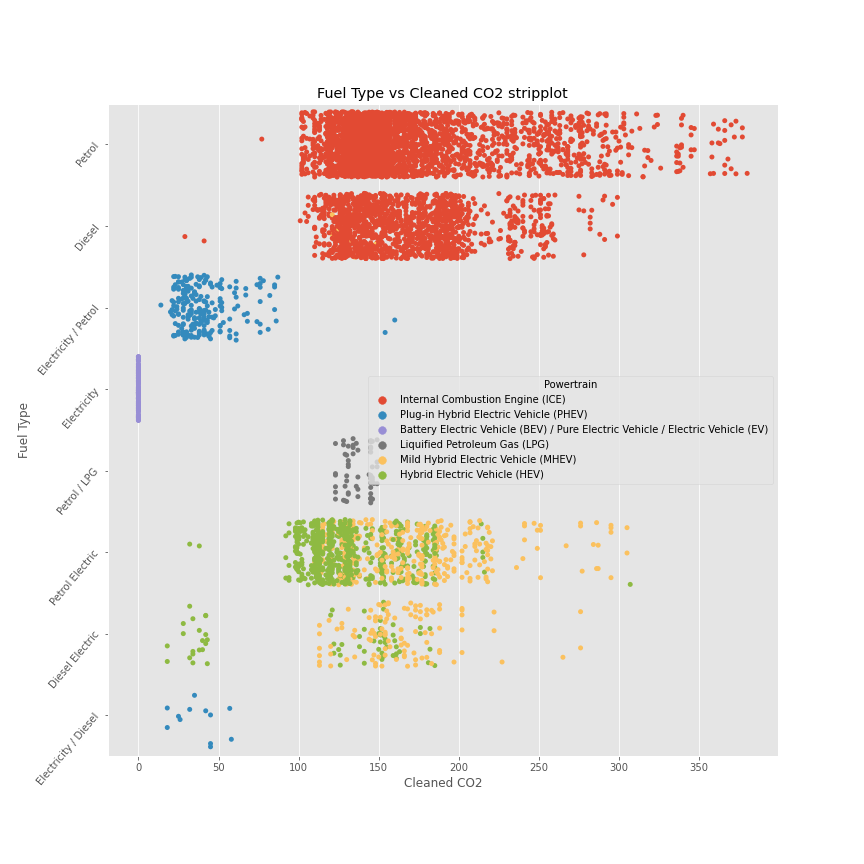 Fuel Type vs Cleaned CO2 stripplot
Fuel Type
Petrol
Diesel
Electricity / Petrol
Electricity
Petrol / LPG
Petrol Electric
Diesel Electric
Electricity / Diesel
Powertrain
Internal Combustion Engine (ICE)
Plug-in Hybrid Electric Vehicle (PHEV)
Battery Electric Vehicle (BEV) / Pure Electric Vehicle / Electric Vehicle (EV)
Liquified Petroleum Gas (LPG)
Mild Hybrid Electric Vehicle (MHEV)
Hybrid Electric Vehicle (HEV)
0 50 100 150 200 250 300 350
Cleaned CO2